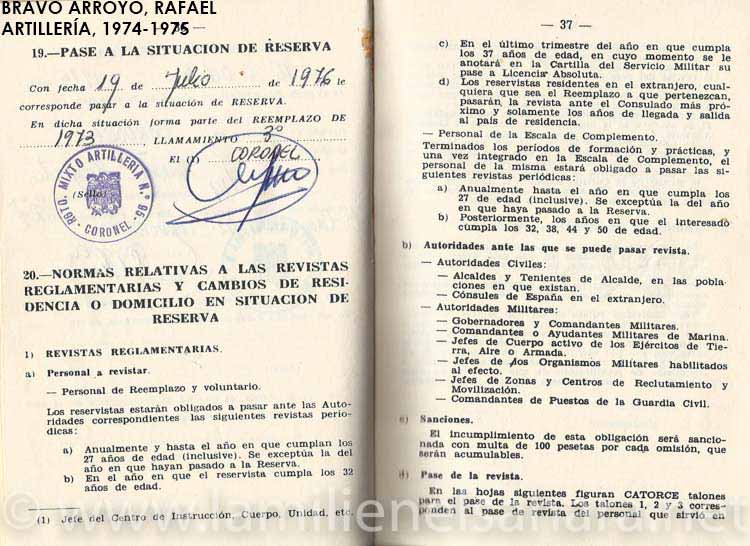 BRAVO ARROYO, RAFAEL
ARTILLERÍA, 1974-1975
19.—PASE A LA SITUACION DE RESERVA
Con fecha 19 de Julio de 1976 le
corresponde pasar a la situación de RESERVA.
En dicha situación forma parte del REEMPLAZO DE
1973, LLAMAMIENTO 3º
El (1) CORONEL
(Sello)
RGTO. MIXTO ARTILLERIA N.º 95
- CORONEL -
20.—NORMAS RELATIVAS A LAS REVISTAS
REGLAMENTARIAS Y CAMBIOS DE RESI-
DENCIA O DOMICILIO EN SITUACION DE
RESERVA
1) REVISTAS REGLAMENTARIAS.
a) Personal a revistar.
— Personal de Reemplazo y voluntario.
Los reservistas estarán obligados a pasar ante las Auto-
ridades correspondientes las siguientes revistas perió-
dicas:
a) Anualmente y hasta el año en que cumplan los
27 años de edad (inclusive). Se exceptúa la del
año en que hayan pasado a la Reserva.
b) En el año en que el reservista cumpla los 32
años de edad.
(1) Jefe del Centro de Instrucción, Cuerpo, Unidad, etc.
— 37 —
c) En el último trimestre del año en que cumpla
los 37 años de edad, en cuyo momento se le
anotará en la Cartilla del Servicio Militar su
pase a Licencia Absoluta.
d) Los reservistas residentes en el extranjero, cual-
quiera que sea el Reemplazo a que pertenezcan,
pasarán la revista ante el Consulado más pró-
ximo y solamente los años de llegada y salida
al país de residencia.
— Personal de la Escala de Complemento.
Terminados los períodos de formación y prácticas, y
una vez integrado en la Escala de Complemento, el
personal de la misma estará obligado a pasar las si-
guientes revistas periódicas:
a) Anualmente hasta el año en que cumpla los
27 de edad (inclusive). Se exceptúa la del año
en que haya pasado a la Reserva.
b) Posteriormente, los años en que el interesado
cumpla los 32, 38, 44 y 50 de edad.
b) Autoridades ante las que se puede pasar revista.
— Autoridades Civiles:
— Alcaldes y Tenientes de Alcalde, en las pobla-
ciones en que existan.
— Cónsules de España en el extranjero.
— Autoridades Militares:
— Gobernadores y Comandantes Militares.
— Comandantes o Ayudantes Militares de Marina.
— Jefes de Cuerpo activo de los Ejércitos de Tie-
rra, Aire o Armada.
— Jefes de los Organismos Militares habilitados
al efecto.
— Jefes de Zonas y Centros de Reclutamiento y
Movilización.
— Comandantes de Puestos de la Guardia Civil.
c) Sanciones.
El incumplimiento de esta obligación será sancio-
nada con multa de 100 pesetas por cada omisión, que
serán acumulables.
d) Pase de la revista.
En las hojas siguientes figuran CATORCE talones
para el pase de la revista. Los talones 1, 2 y 3 corres-
ponden al pase de revista del personal que sirvió en
© www.lamilienelsahara.net